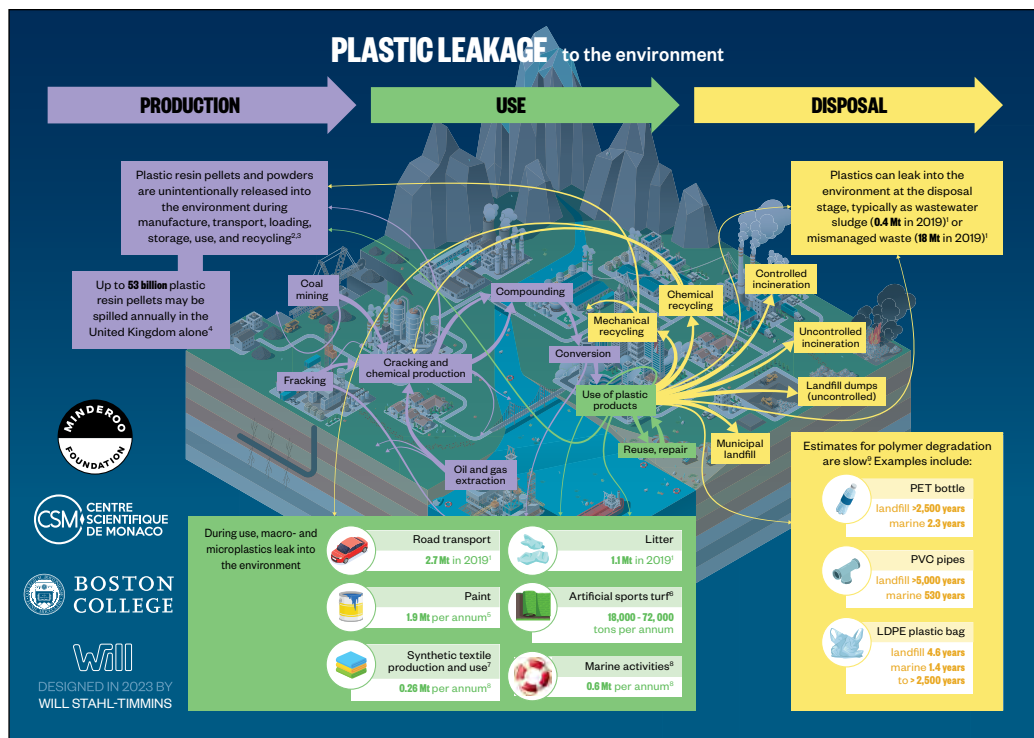 PLASTIC LEAKAGE to the environment
PRODUCTION
USE
DISPOSAL
Plastic resin pellets and powders
are unintentionally released into
the environment during
manufacture, transport, loading,
storage, use, and recycling2,3
Up to 53 billion plastic
resin pellets may be
spilled annually in the
United Kingdom alone4
Plastics can leak into the
environment at the disposal
stage, typically as wastewater
sludge (0.4 Mt in 2019)1 or
mismanaged waste (18 Mt in 2019)1
Coal
mining
Fracking
Cracking and
chemical production
Oil and gas
extraction
Compounding
Conversion
Mechanical
recycling
Chemical
recycling
Use of plastic
products
Reuse, repair
Controlled
incineration
Uncontrolled
incineration
Landfill dumps
(uncontrolled)
Municipal
landfill
MINDEROO
FOUNDATION
CSM
CENTRE
SCIENTIFIQUE
DE MONACO
BOSTON
COLLEGE
Will
DESIGNED IN 2023 BY
WILL STAHL-TIMMINS
During use, macro- and
microplastics leak into
the environment
Road transport
2.7 Mt in 20191
Paint
1.9 Mt per annum5
Synthetic textile
production and use7
0.26 Mt per annum8
Litter
1.1 Mt in 20191
Artificial sports turf6
18,000 - 72,000
tons per annum
Marine activities8
0.6 Mt per annum8
Estimates for polymer degradation
are slow9 Examples include:
PET bottle
landfill >2,500 years
marine 2.3 years
PVC pipes
landfill >5,000 years
marine 530 years
LDPE plastic bag
landfill 4.6 years
marine 1.4 years
to > 2,500 years